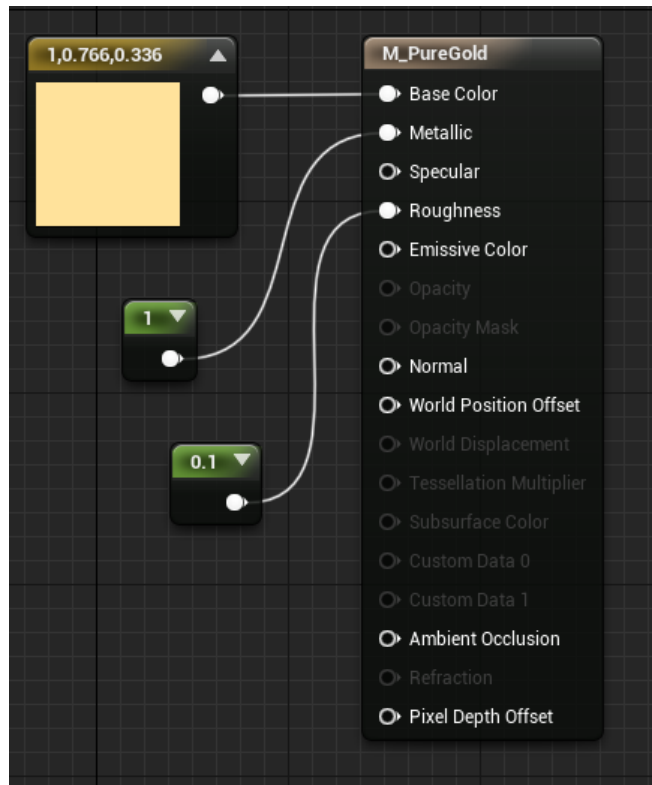 1,0.766,0.336
M_PureGold
Base Color
Metallic
Specular
Roughness
Emissive Color
Opacity
1
Opacity Mask
Normal
World Position Offset
0.1
World Displacement
Tessellation Multiplier
Subsurface Color
Custom Data 0
Custom Data 1
Ambient Occlusion
Refraction
Pixel Depth Offset